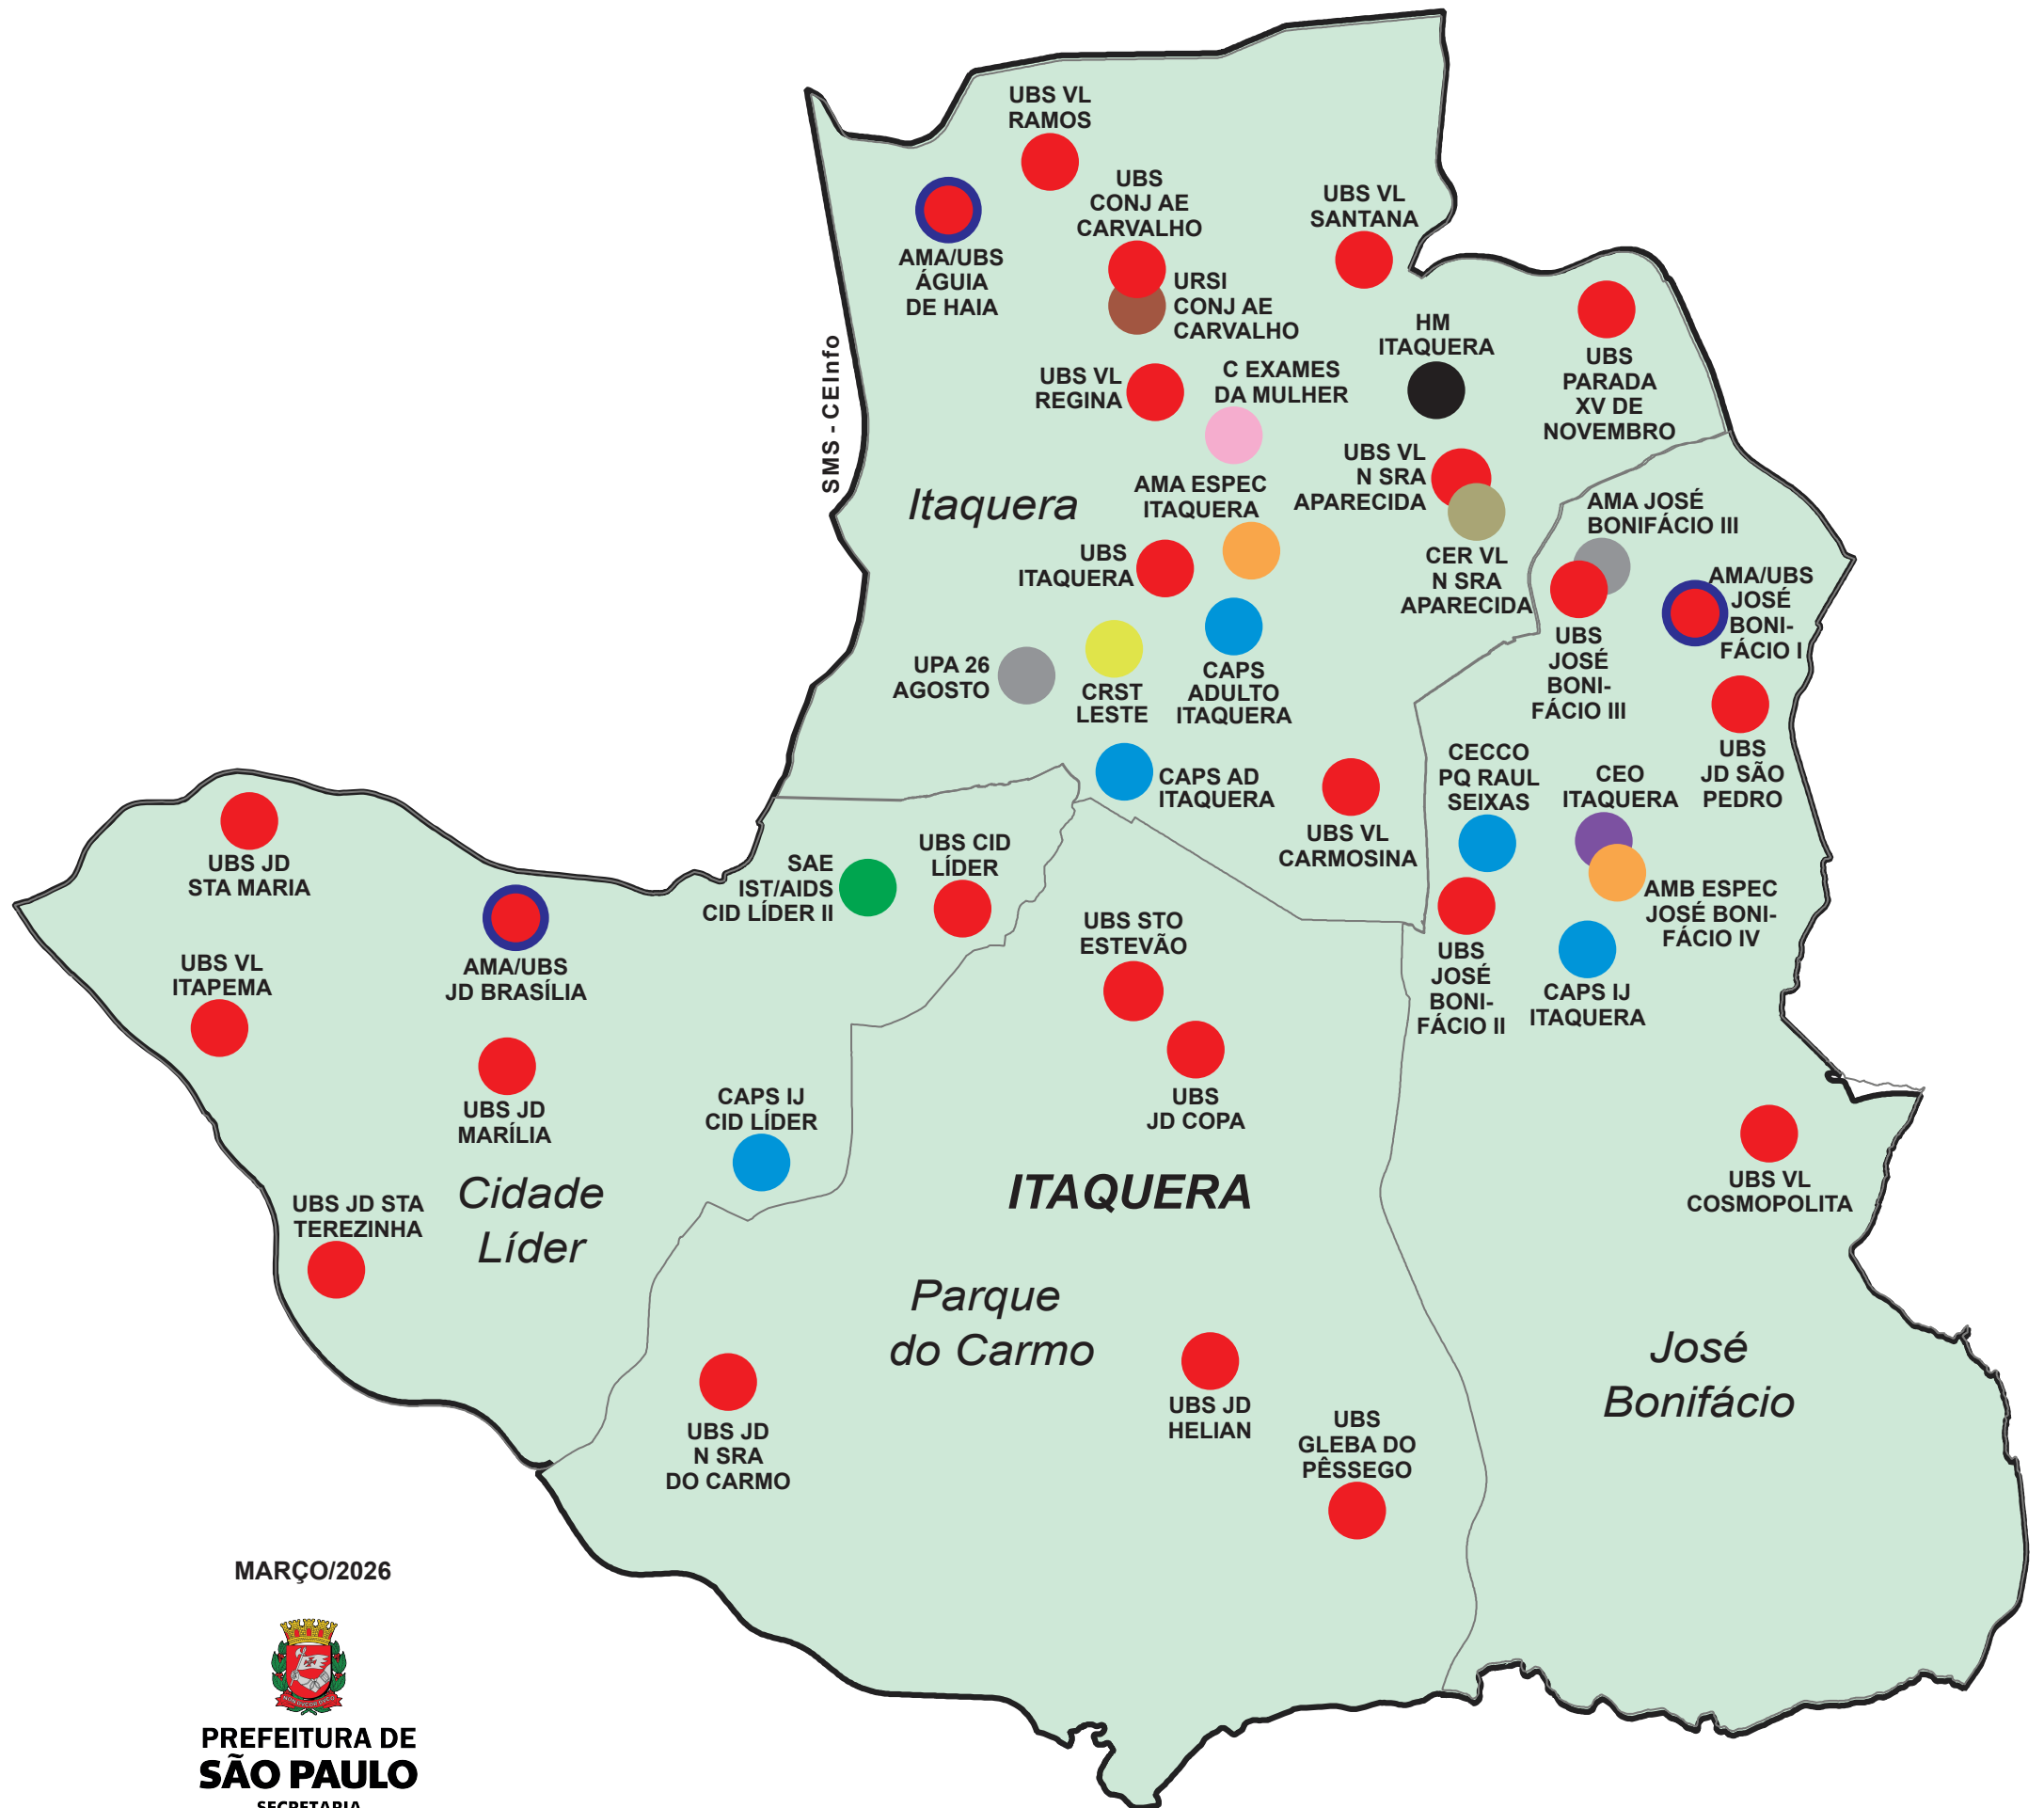 UBS VL
RAMOS
UBS
CONJ AE
CARVALHO
UBS VL
SANTANA
AMA/UBS
ÁGUIA
DE HAIA
URSI
CONJ AE
CARVALHO
HM
ITAQUERA
UBS
PARADA
XV DE
NOVEMBRO
SMS - CEInfo
UBS VL
REGINA
C EXAMES
DA MULHER
UBS VL
N SRA
APARECIDA
Itaquera
AMA ESPEC
ITAQUERA
AMA JOSÉ
BONIFÁCIO III
UBS
ITAQUERA
CER VL
N SRA
APARECIDA
AMA/UBS
JOSÉ
BONI-
FÁCIO I
UBS
JOSÉ
BONI-
FÁCIO III
UPA 26
AGOSTO
CRST
LESTE
CAPS
ADULTO
ITAQUERA
UBS
JD SÃO
PEDRO
CECCO
PQ RAUL
SEIXAS
CEO
ITAQUERA
CAPS AD
ITAQUERA
UBS VL
CARMOSINA
UBS JD
STA MARIA
SAE
IST/AIDS
CID LÍDER II
UBS CID
LÍDER
AMB ESPEC
JOSÉ BONI-
FÁCIO IV
UBS STO
ESTEVÃO
UBS
JOSÉ
BONI-
FÁCIO II
CAPS IJ
ITAQUERA
UBS VL
ITAPEMA
AMA/UBS
JD BRASÍLIA
UBS JD
MARÍLIA
CAPS IJ
CID LÍDER
UBS
JD COPA
UBS VL
COSMOPOLITA
Cidade
Líder
ITAQUERA
UBS JD STA
TEREZINHA
Parque
do Carmo
José
Bonifácio
UBS JD
N SRA
DO CARMO
UBS JD
HELIAN
UBS
GLEBA DO
PÊSSEGO
MARÇO/2026
PREFEITURA DE
SÃO PAULO
SECRETARIA